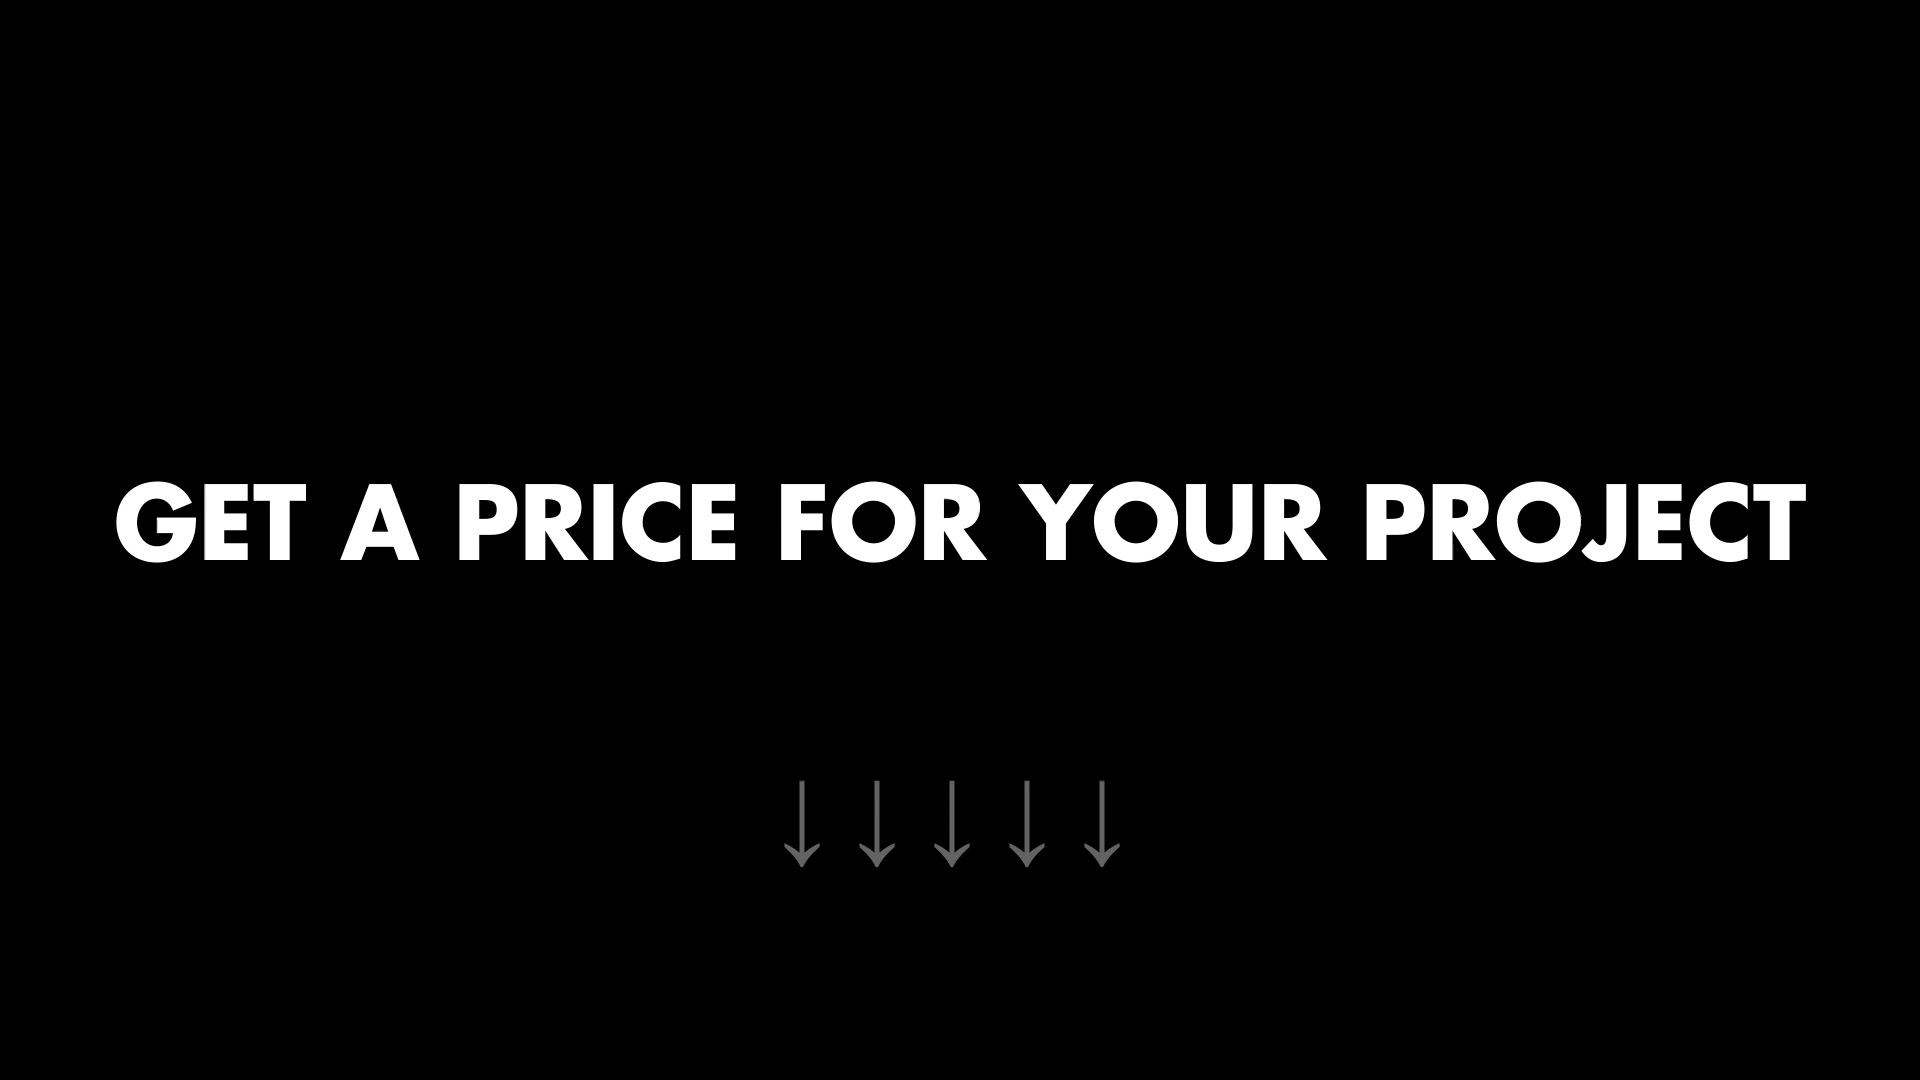 GET A PRICE FOR YOUR PROJECT
↓ ↓ ↓ ↓ ↓